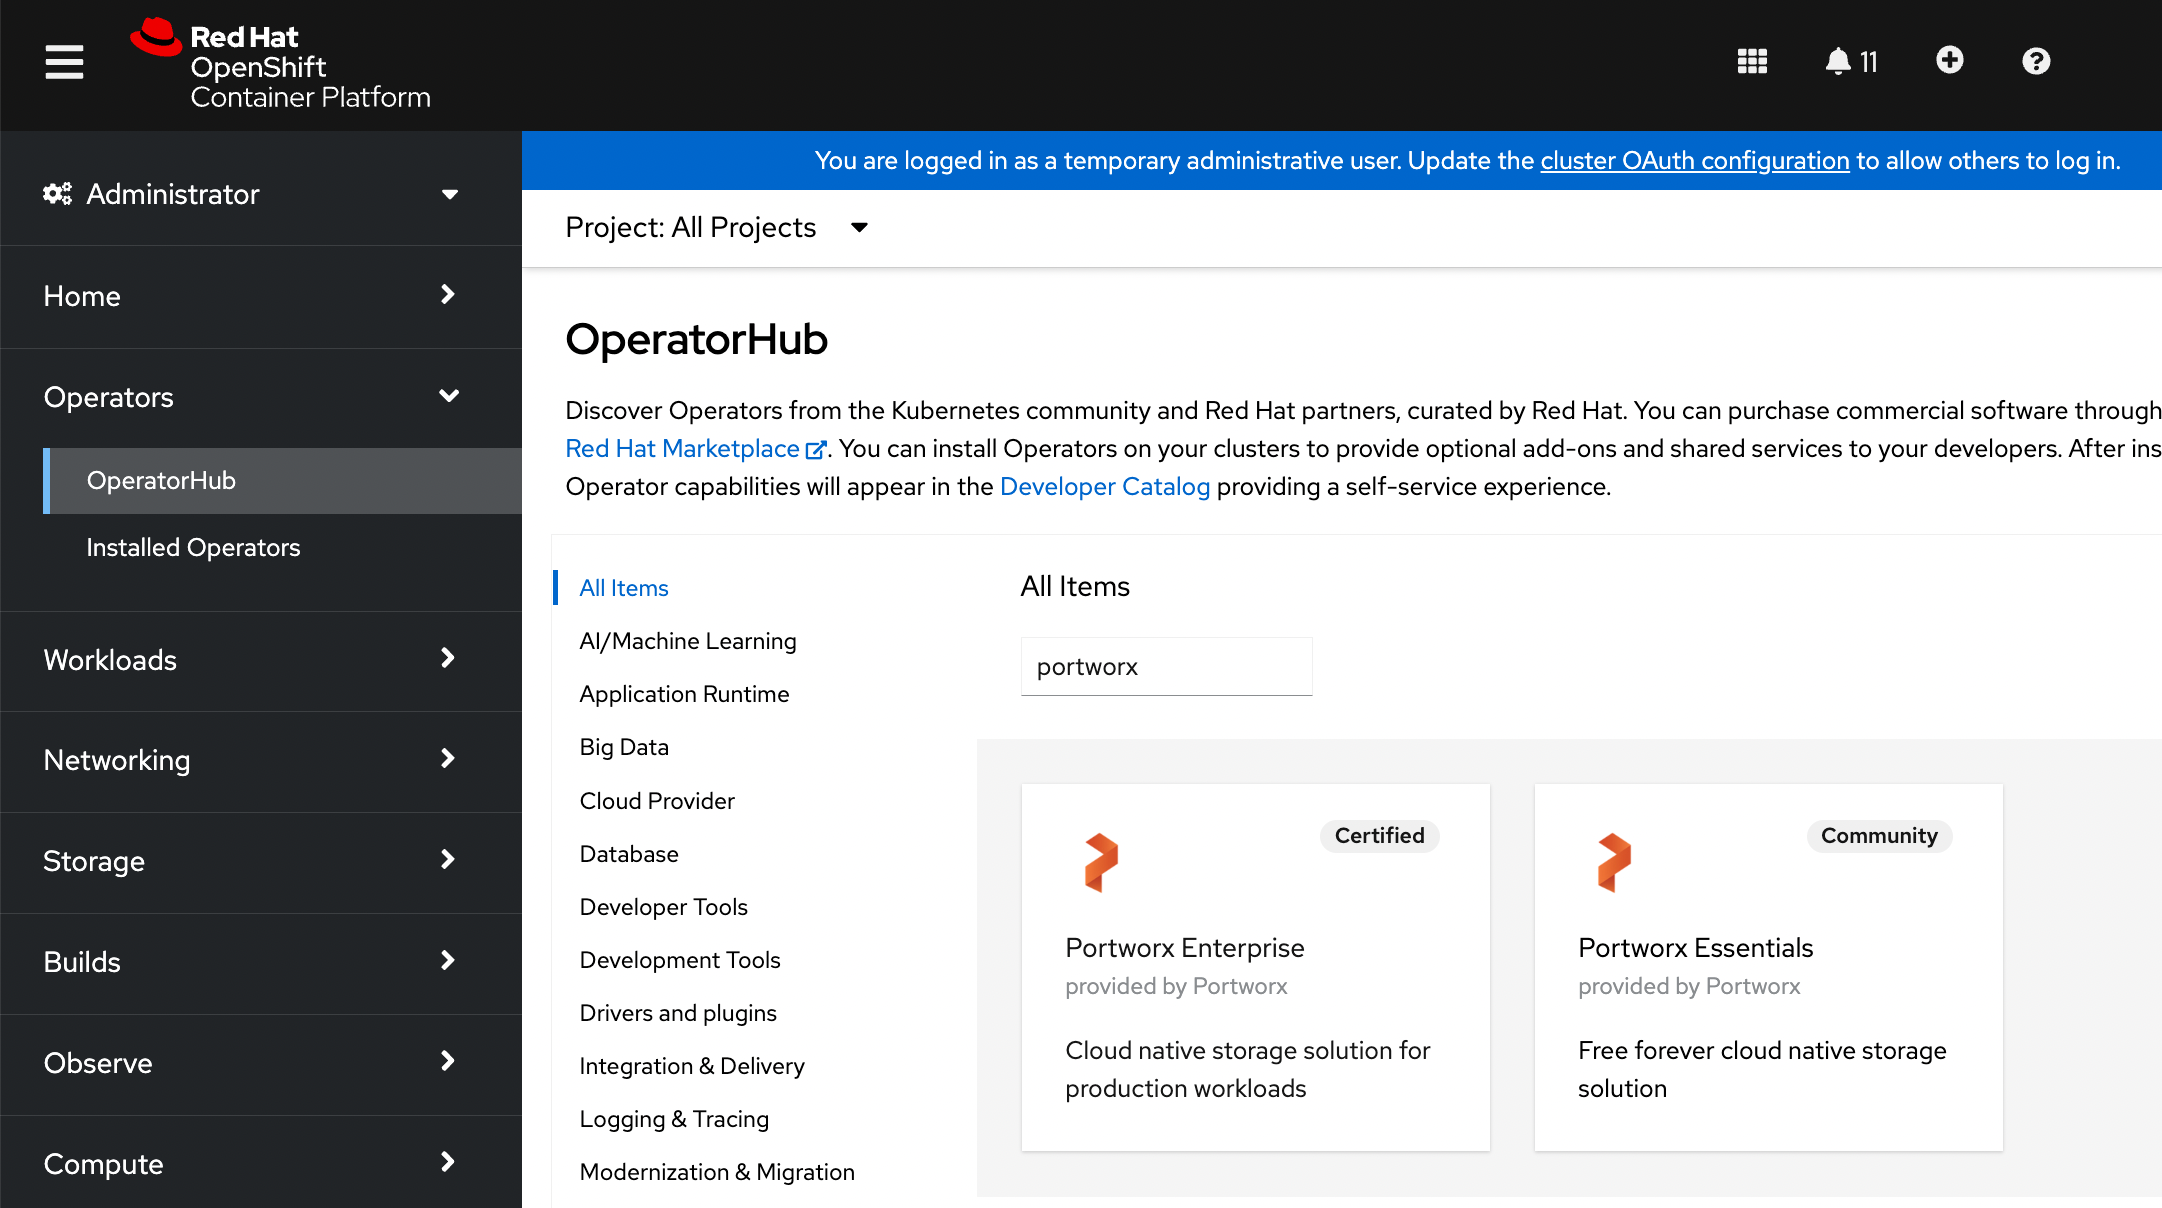 Red Hat
OpenShift
Container Platform
11
Administrator
Home
Operators
OperatorHub
Installed Operators
Workloads
Networking
Storage
Builds
Observe
Compute
You are logged in as a temporary administrative user. Update the cluster OAuth configuration to allow others to log in.
Project: All Projects
OperatorHub
Discover Operators from the Kubernetes community and Red Hat partners, curated by Red Hat. You can purchase commercial software through
Red Hat Marketplace. You can install Operators on your clusters to provide optional add-ons and shared services to your developers. After ins
Operator capabilities will appear in the Developer Catalog providing a self-service experience.
All Items
AI/Machine Learning
Application Runtime
Big Data
Cloud Provider
Database
Developer Tools
Development Tools
Drivers and plugins
Integration & Delivery
Logging & Tracing
Modernization & Migration
All Items
portworx
Certified
Portworx Enterprise
provided by Portworx
Cloud native storage solution for
production workloads
Community
Portworx Essentials
provided by Portworx
Free forever cloud native storage
solution